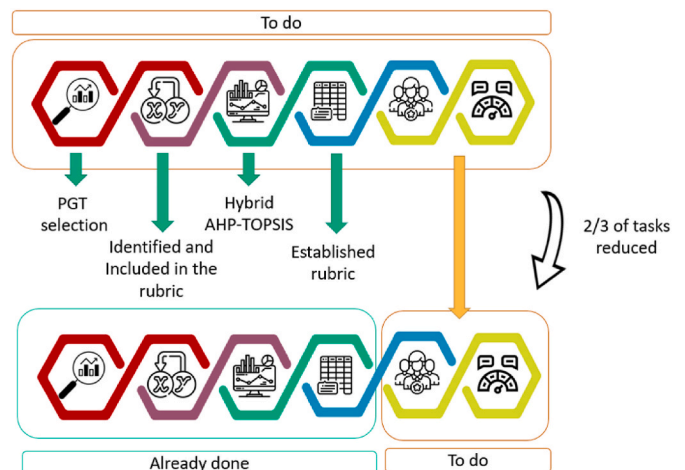 To do
PGT
selection
Identified and
Included in the
rubric
Hybrid
AHP-TOPSIS
Established
rubric
2/3 of tasks
reduced
X Y
X Y
Already done
To do